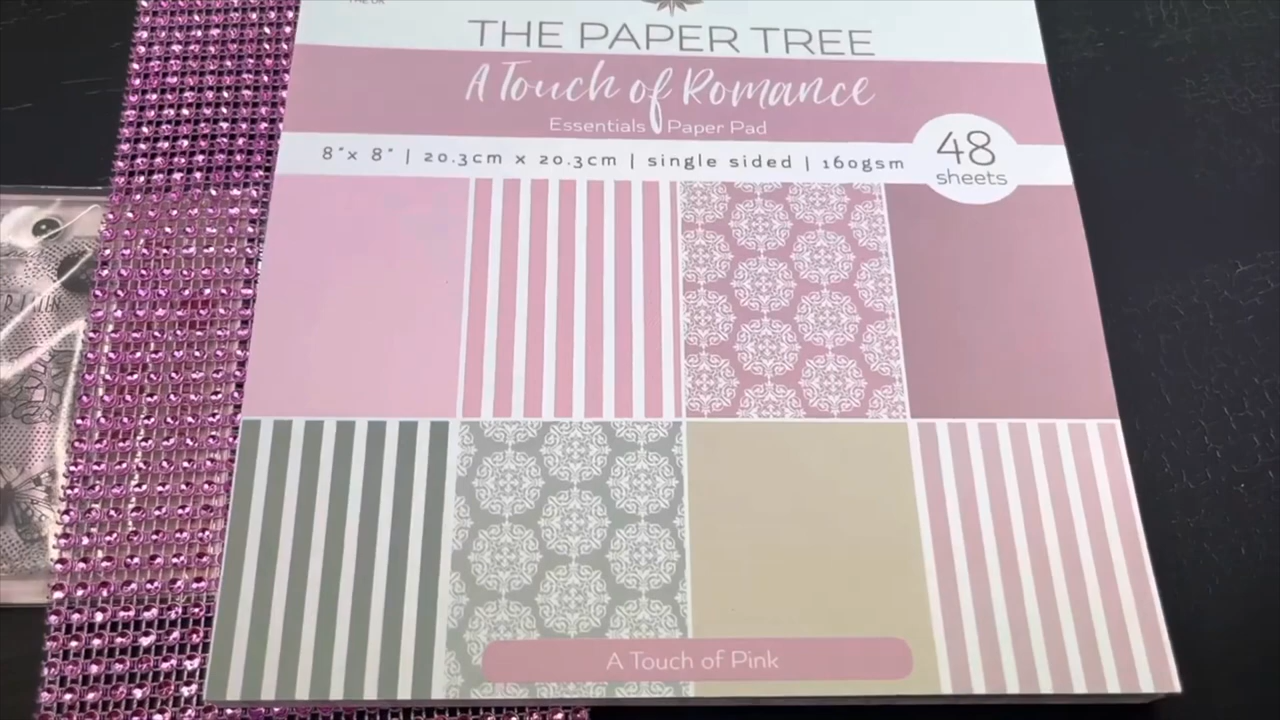 THE PAPER TREE
A Touch of Romance
Essentials Paper Pad
8"x 8" | 20.3cm x 20.3cm | single sided | 160gsm
48
sheets
A Touch of Pink